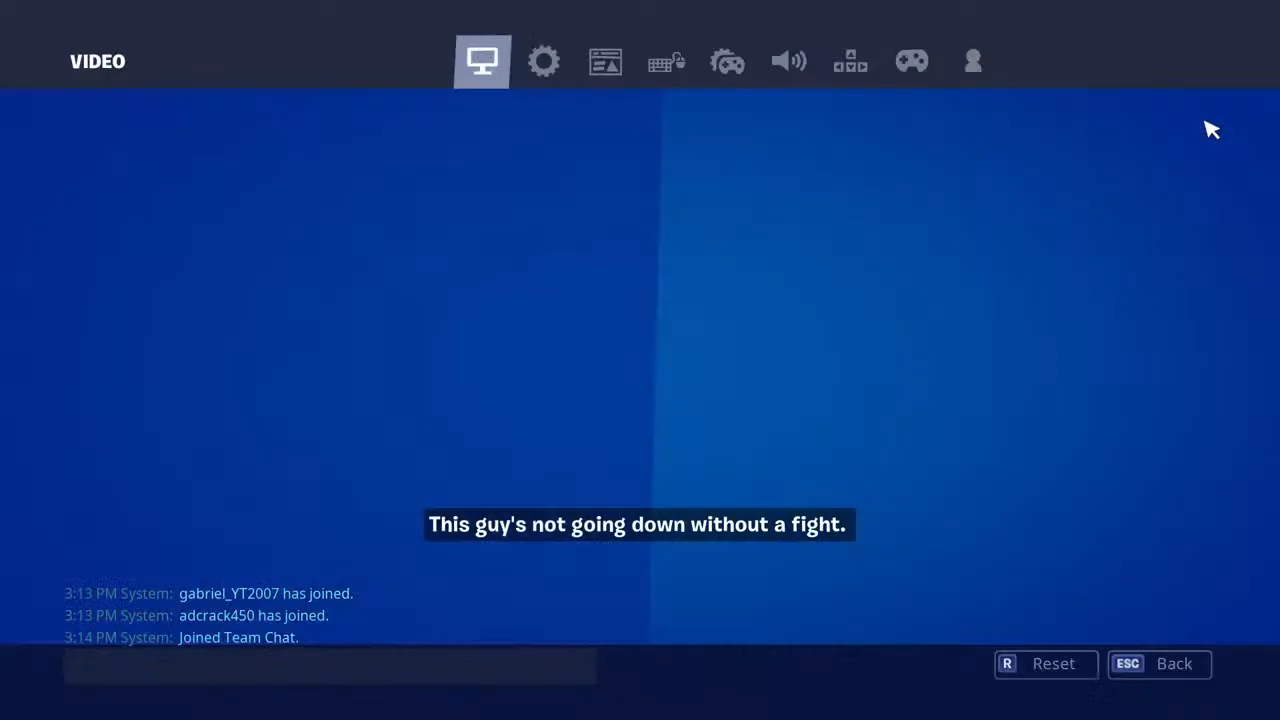 VIDEO
This guy's not going down without a fight.
3:13 PM System: gabriel_YT2007 has joined.
3:13 PM System: adcrack450 has joined.
3:14 PM System: Joined Team Chat.
R Reset ESC Back